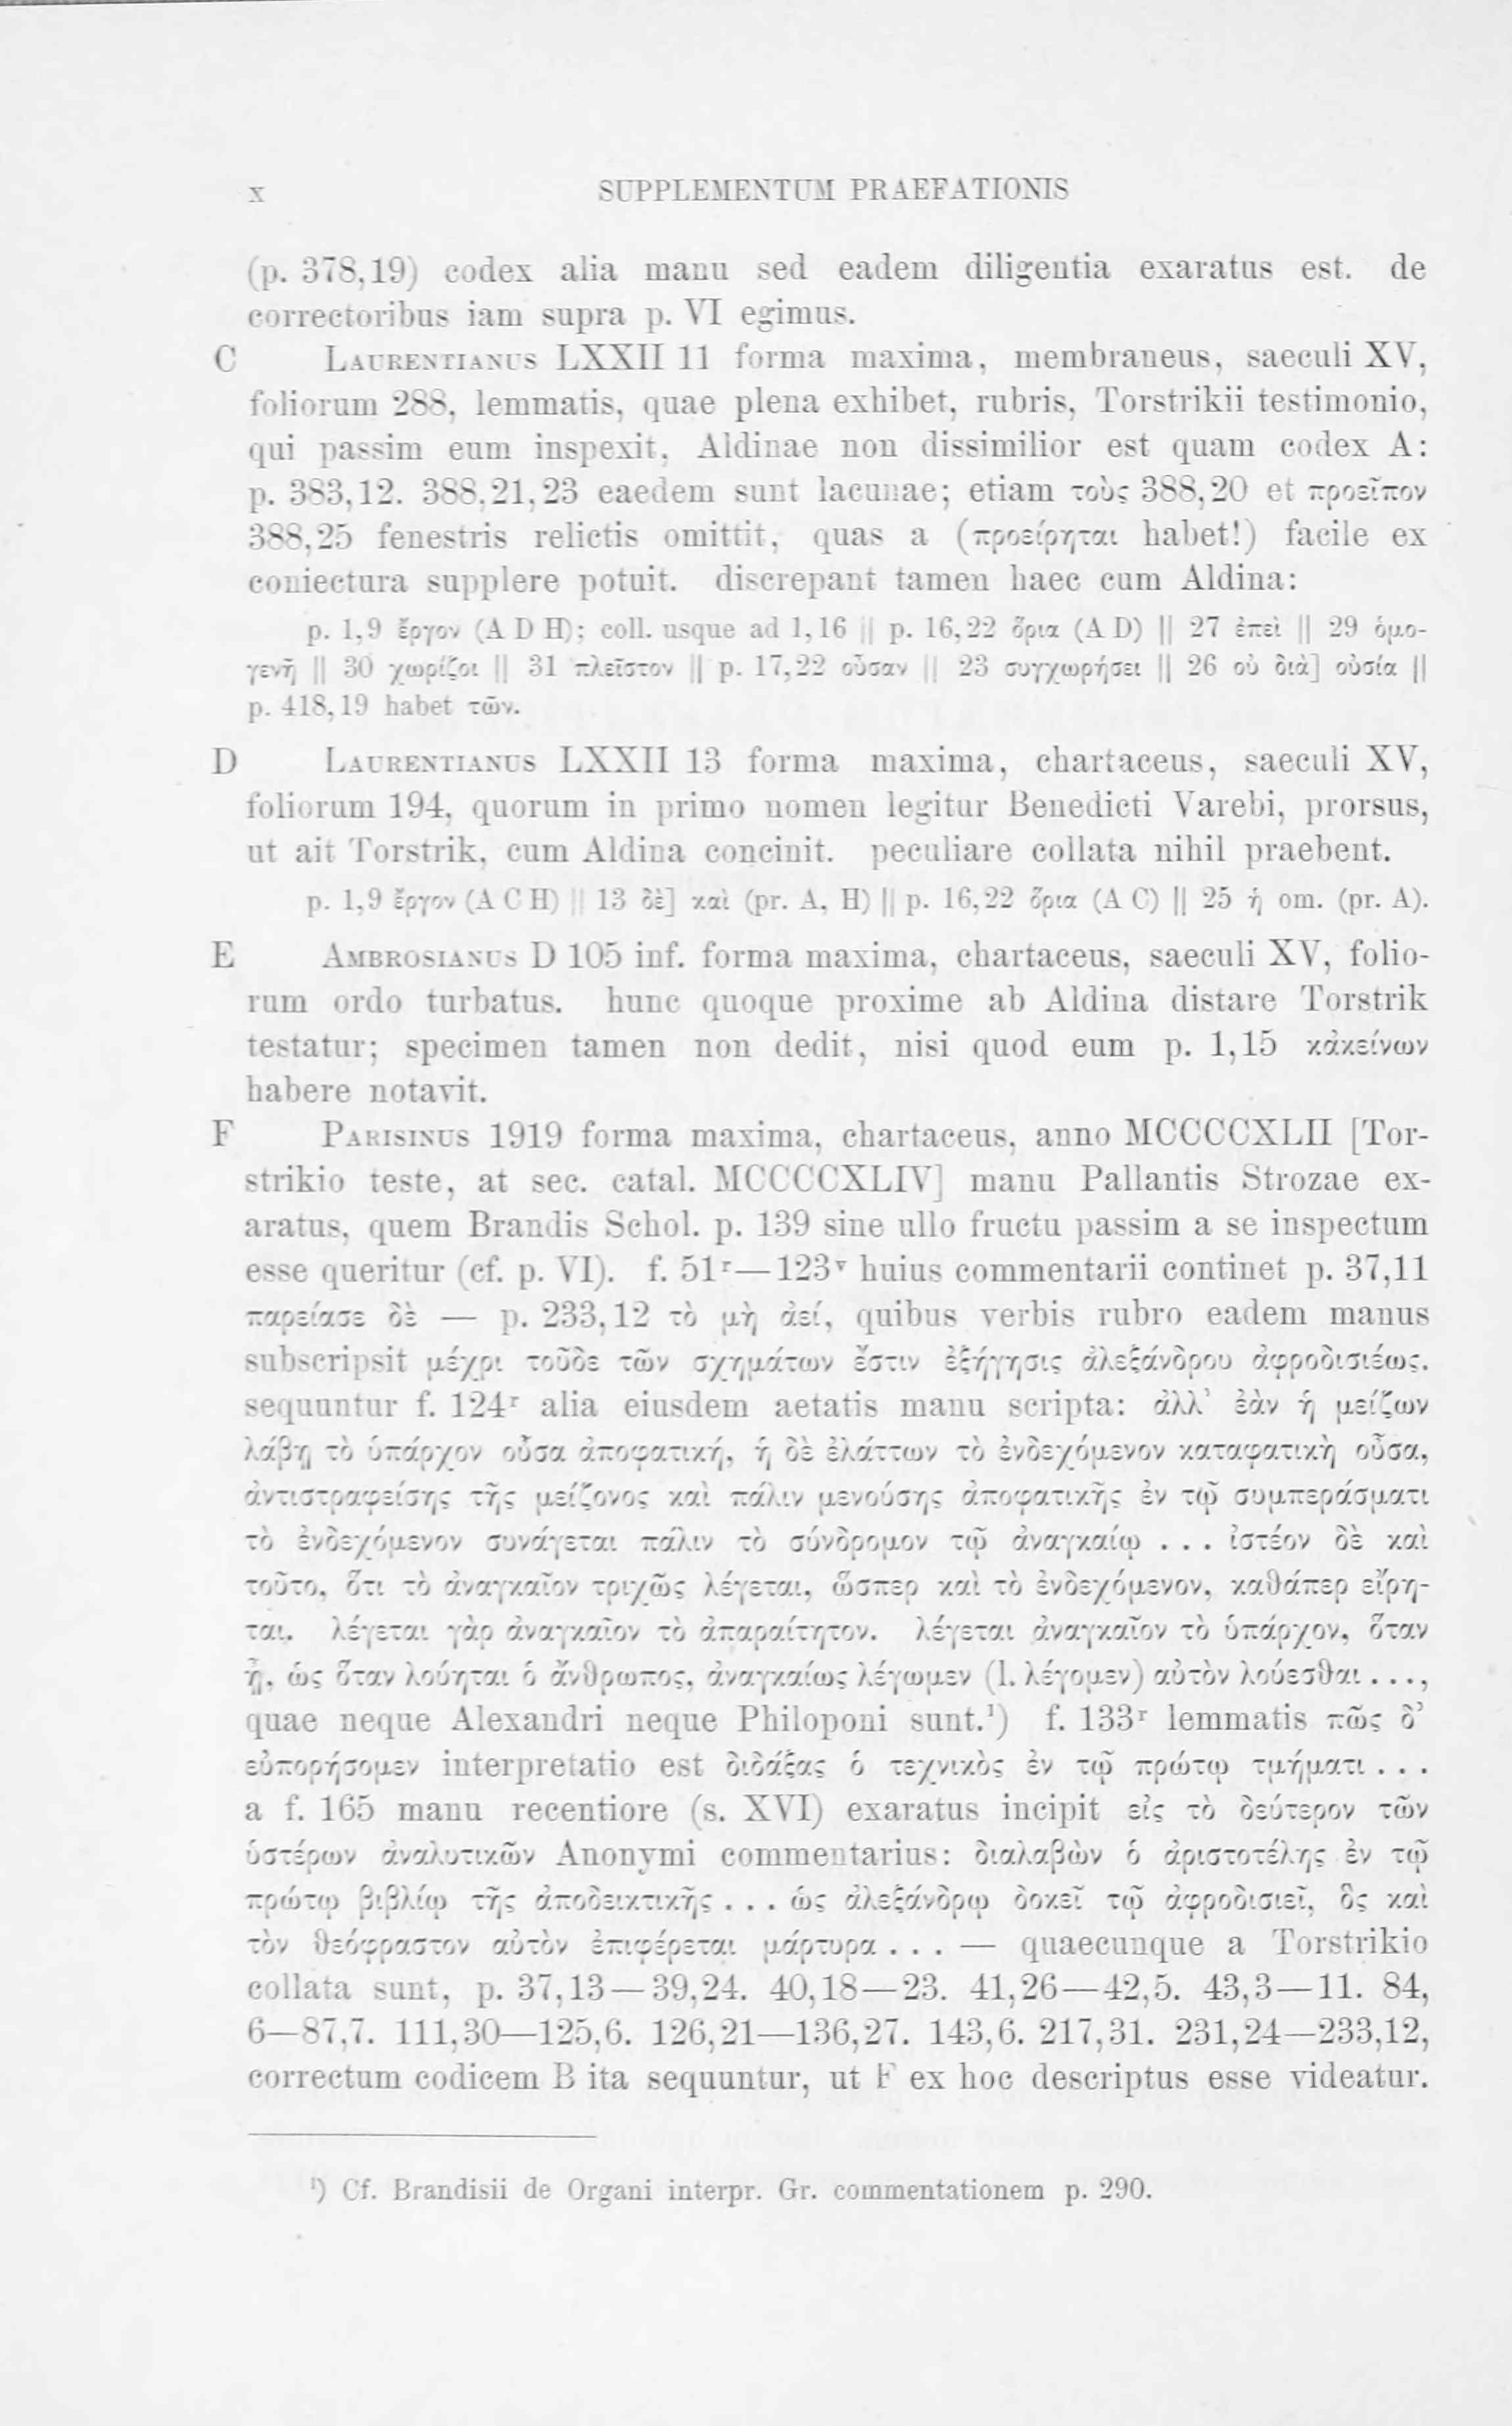 x SUPPLEMENTUM PRAEFATIONIS
(p. 378,19) codex alia manu sed eadem diligentia exaratus est. de
correctoribus iam supra p. VI egimus.
C LAURENTIANUS LXXII 11 forma maxima, membraneus, saeculi XV,
foliorum 288, lemmatis, quae plena exhibet, rubris, Torstrikii testimonio,
qui passim eum inspexit, Aldinae non dissimilior est quam codex A:
p. 383,12. 388,21,23 eaedem sunt lacunae; etiam τοὺς 388,20 et προεῖπον
388,25 fenestris relictis omittit, quas a (προείρηται habet!) facile ex
coniectura supplere potuit. discrepant tamen haec cum Aldina:
p. 1,9 ἔργον (A D H); coll. usque ad 1,16 || p. 16,22 ὅρια (A D) || 27 ἐπεὶ || 29 ὁμο-
γενῆ || 30 χωρίζοι || 31 πλεῖστον || p. 17,22 οὖσαν || 23 συγχωρήσει || 26 οὐ διὰ] οὐσία ||
p. 418,19 habet τῶν.
D LAURENTIANUS LXXII 13 forma maxima, chartaceus, saeculi XV,
foliorum 194, quorum in primo nomen legitur Benedicti Varebi, prorsus,
ut ait Torstrik, cum Aldina concinit. peculiare collata nihil praebent.
p. 1,9 ἔργον (A C H) || 13 δὲ] καὶ (pr. A, H) || p. 16,22 ὅρια (A C) || 25 ἡ om. (pr. A).
E AMBROSIANUS D 105 inf. forma maxima, chartaceus, saeculi XV, folio-
rum ordo turbatus. hunc quoque proxime ab Aldina distare Torstrik
testatur; specimen tamen non dedit, nisi quod eum p. 1,15 κἀκείνων
habere notavit.
F PARISINUS 1919 forma maxima, chartaceus, anno MCCCCXLII [Tor-
strikio teste, at sec. catal. MCCCCXLIV] manu Pallantis Strozae ex-
aratus, quem Brandis Schol. p. 139 sine ullo fructu passim a se inspectum
esse queritur (cf. p. VI). f. 51ʳ—123ᵛ huius commentarii continet p. 37,11
παρείασε δὲ — p. 233,12 τὸ μὴ ἀεί, quibus verbis rubro eadem manus
subscripsit μέχρι τοῦδε τῶν σχημάτων ἔστιν ἐξήγησις ἀλεξάνδρου ἀφροδισιέως.
sequuntur f. 124ʳ alia eiusdem aetatis manu scripta: ἀλλ’ ἐὰν ἡ μείζων
λάβῃ τὸ ὑπάρχον οὖσα ἀποφατική, ἡ δὲ ἐλάττων τὸ ἐνδεχόμενον καταφατικὴ οὖσα,
ἀντιστραφείσης τῆς μείζονος καὶ πάλιν μενούσης ἀποφατικῆς ἐν τῷ συμπεράσματι
τὸ ἐνδεχόμενον συνάγεται πάλιν τὸ σύνδρομον τῷ ἀναγκαίῳ . . . ἰστέον δὲ καὶ
τοῦτο, ὅτι τὸ ἀναγκαῖον τριχῶς λέγεται, ὥσπερ καὶ τὸ ἐνδεχόμενον, καθάπερ εἴρη-
ται. λέγεται γὰρ ἀναγκαῖον τὸ ἀπαραίτητον. λέγεται ἀναγκαῖον τὸ ὑπάρχον, ὅταν
ᾖ, ὡς ὅταν λούηται ὁ ἄνθρωπος, ἀναγκαίως λέγωμεν (l. λέγομεν) αὐτὸν λούεσθαι . . .,
quae neque Alexandri neque Philoponi sunt.¹) f. 133ʳ lemmatis πῶς δ’
εὐπορήσομεν interpretatio est διδάξας ὁ τεχνικὸς ἐν τῷ πρώτῳ τμήματι . . .
a f. 165 manu recentiore (s. XVI) exaratus incipit εἰς τὸ δεύτερον τῶν
ὑστέρων ἀναλυτικῶν Anonymi commentarius: διαλαβὼν ὁ ἀριστοτέλης ἐν τῷ
πρώτῳ βιβλίῳ τῆς ἀποδεικτικῆς . . . ὡς ἀλεξάνδρῳ δοκεῖ τῷ ἀφροδισιεῖ, ὃς καὶ
τὸν θεόφραστον αὐτὸν ἐπιφέρεται μάρτυρα . . . — quaecunque a Torstrikio
collata sunt, p. 37,13—39,24. 40,18—23. 41,26—42,5. 43,3—11. 84,
6—87,7. 111,30—125,6. 126,21—136,27. 143,6. 217,31. 231,24—233,12,
correctum codicem B ita sequuntur, ut F ex hoc descriptus esse videatur.
¹) Cf. Brandisii de Organi interpr. Gr. commentationem p. 290.